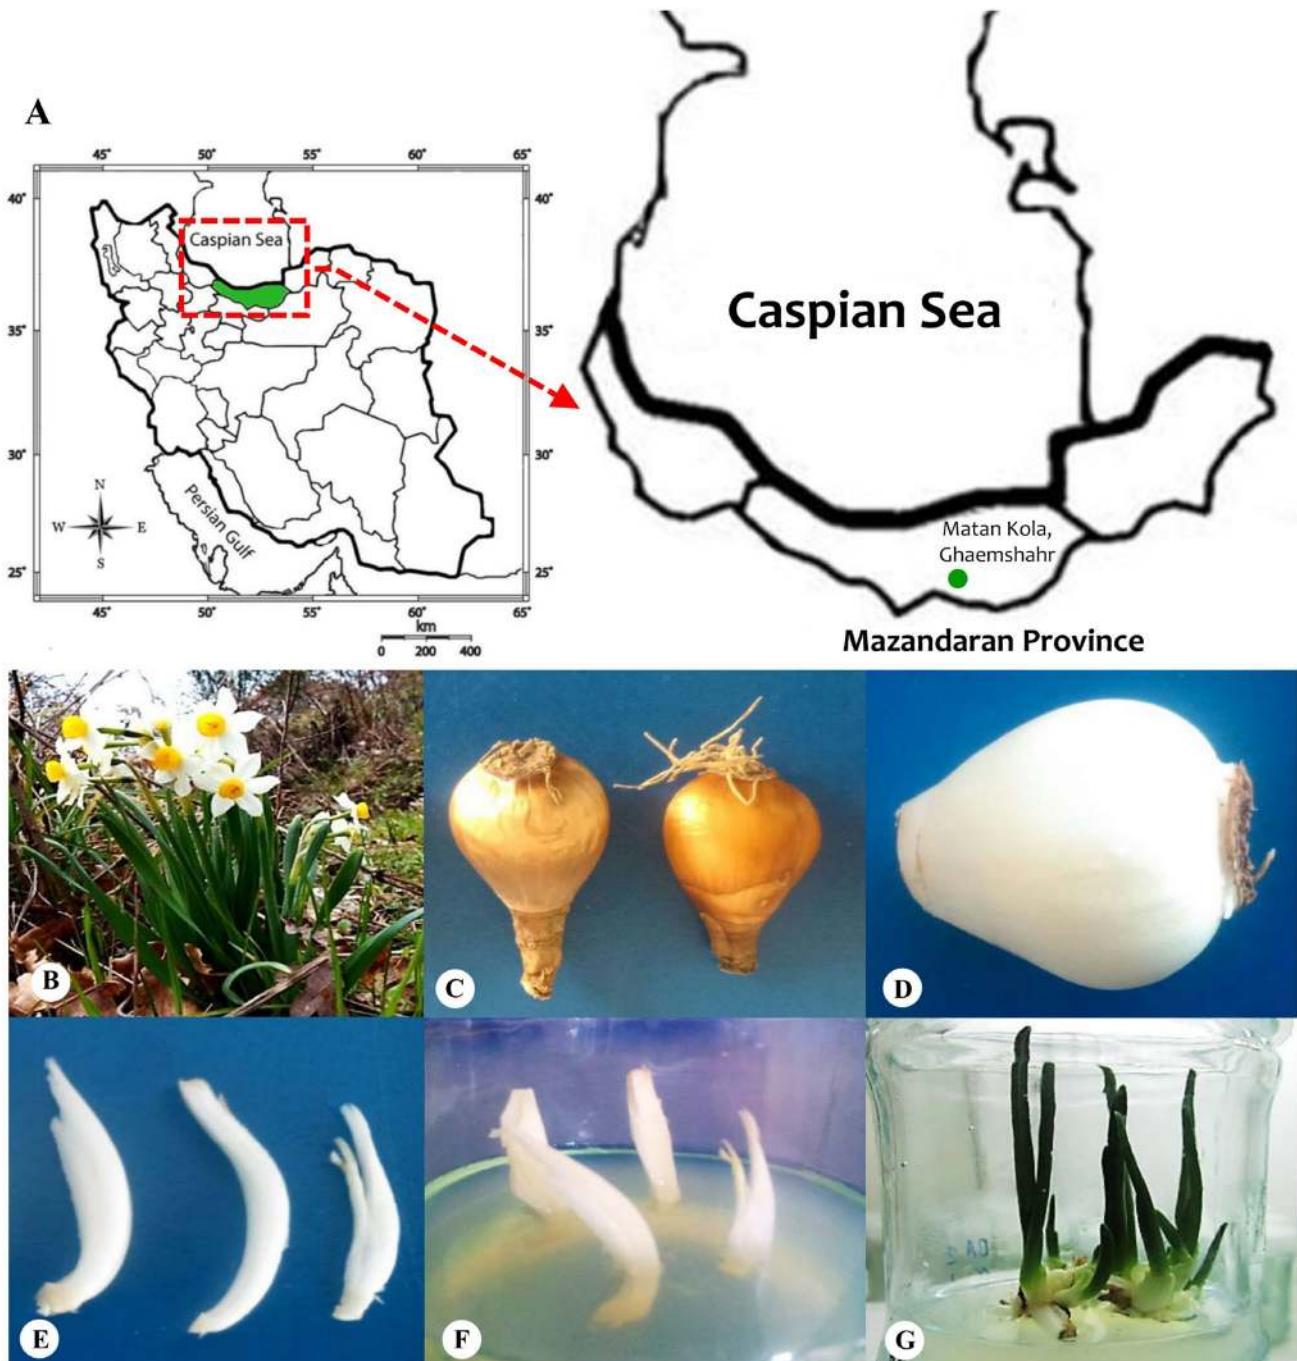 A
45° 50° 55° 60° 65°
40° 40°
Caspian Sea
35° 35°
30° 30°
Persian Gulf
N
W E
S
25° 25°
45° 50° 55° 60° 65°
km
0 200 400
Caspian Sea
Matan Kola,
Ghaemshahr
Mazandaran Province
B
C
D
E
F
G